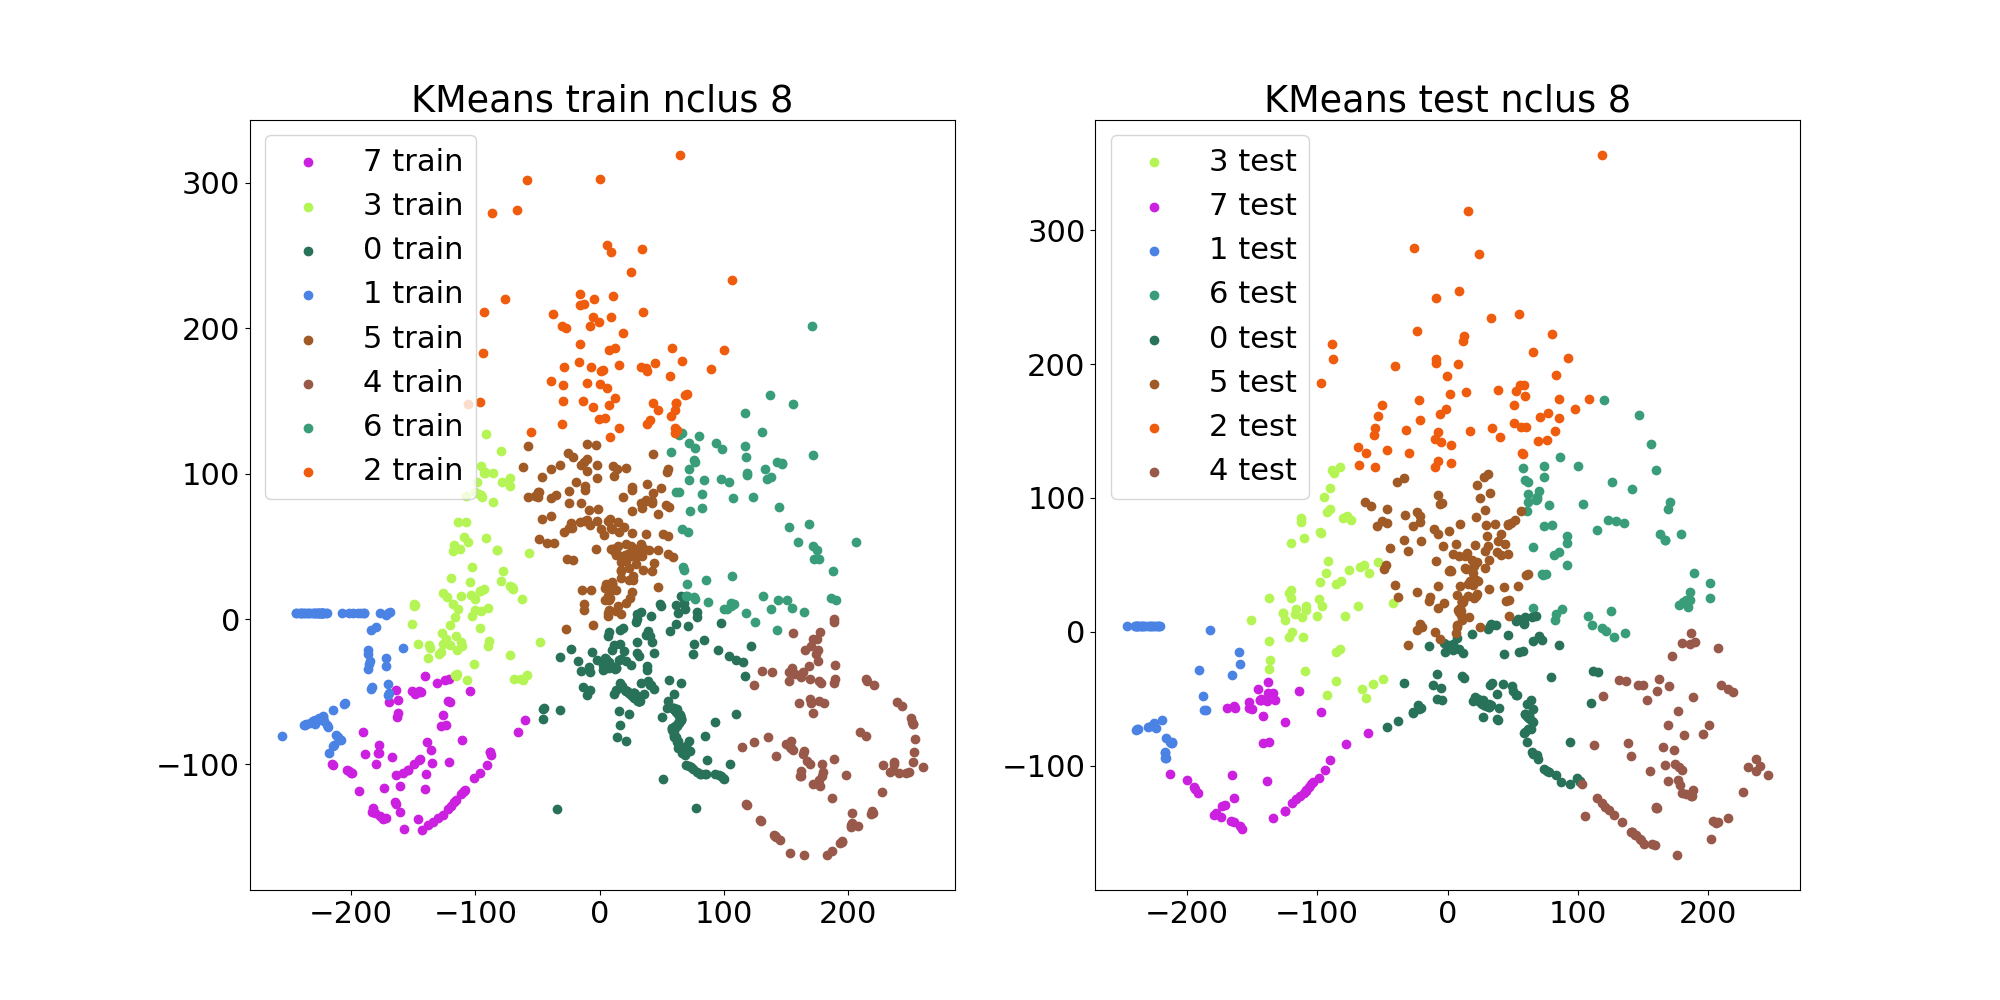 KMeans train nclus 8
7 train
3 train
0 train
1 train
5 train
4 train
6 train
2 train
300
200
100
0
−100
−200
−100
0
100
200
KMeans test nclus 8
3 test
7 test
1 test
6 test
0 test
5 test
2 test
4 test
300
200
100
0
−100
−200
−100
0
100
200